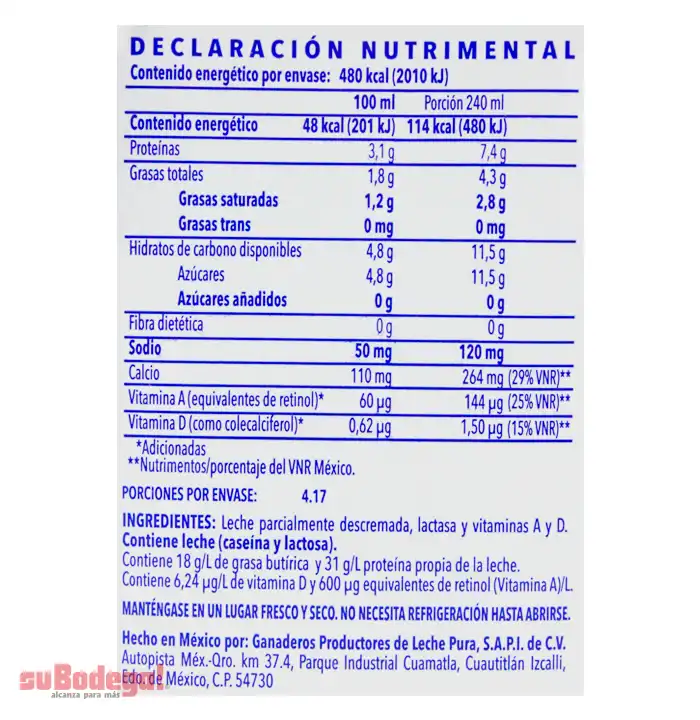 DECLARACIÓN NUTRIMENTAL
Contenido energético por envase: 480 kcal (2010 kJ)
100 ml Porción 240 ml
Contenido energético 48 kcal (201 kJ) 114 kcal (480 kJ)
Proteínas 3,1 g 7,4 g
Grasas totales 1,8 g 4,3 g
Grasas saturadas 1,2 g 2,8 g
Grasas trans 0 mg 0 mg
Hidratos de carbono disponibles 4,8 g 11,5 g
Azúcares 4,8 g 11,5 g
Azúcares añadidos 0 g 0 g
Fibra dietética 0 g 0 g
Sodio 50 mg 120 mg
Calcio 110 mg 264 mg (29% VNR)**
Vitamina A (equivalentes de retinol)* 60 µg 144 µg (25% VNR)**
Vitamina D (como colecalciferol)* 0,62 µg 1,50 µg (15% VNR)**
*Adicionadas
**Nutrimentos/porcentaje del VNR México.
PORCIONES POR ENVASE: 4.17
INGREDIENTES: Leche parcialmente descremada, lactasa y vitaminas A y D.
Contiene leche (caseína y lactosa).
Contiene 18 g/L de grasa butírica y 31 g/L proteína propia de la leche.
Contiene 6,24 µg/L de vitamina D y 600 µg equivalentes de retinol (Vitamina A)/L.
MANTÉNGASE EN UN LUGAR FRESCO Y SECO. NO NECESITA REFRIGERACIÓN HASTA ABRIRSE.
Hecho en México por: Ganaderos Productores de Leche Pura, S.A.P.I. de C.V.
Autopista Méx.-Qro. km 37.4, Parque Industrial Cuamatla, Cuautitlán Izcalli,
Edo. de México, C.P. 54730
suBodega!
alcanza para más